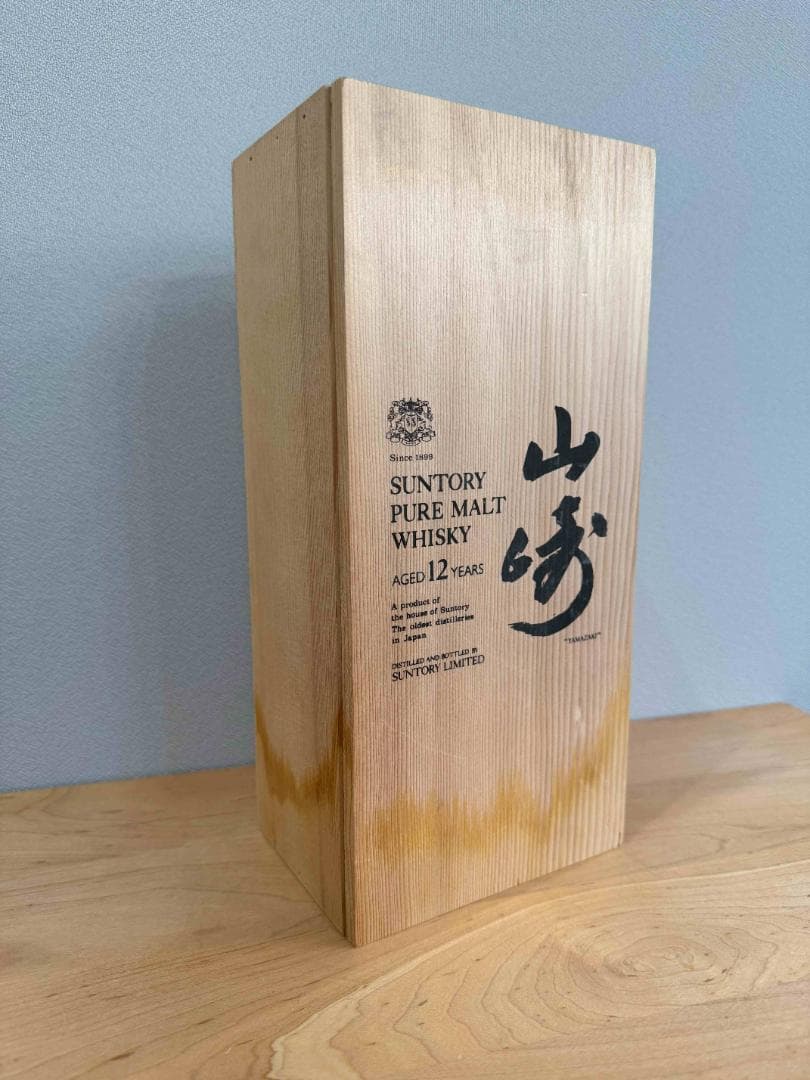 Since 1899
SUNTORY
PURE MALT
WHISKY
AGED 12 YEARS
A product of
the house of Suntory
The oldest distilleries
in Japan
DISTILLED AND BOTTLED BY
SUNTORY LIMITED
山崎
"YAMAZAKI"